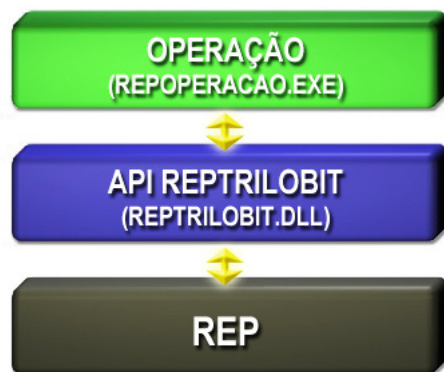 OPERAÇÃO
(REPOPERACAO.EXE)
API REPTRILOBIT
(REPTRILOBIT.DLL)
REP